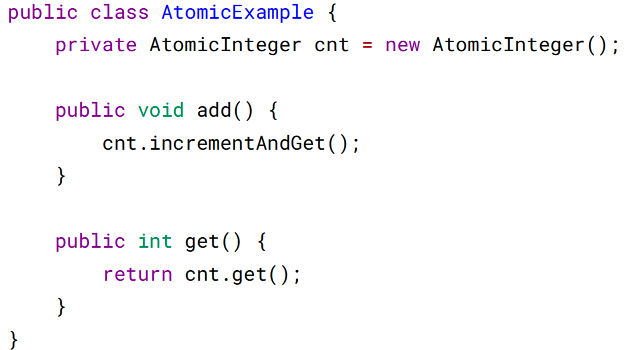 public class AtomicExample {
    private AtomicInteger cnt = new AtomicInteger();

    public void add() {
        cnt.incrementAndGet();
    }

    public int get() {
        return cnt.get();
    }
}